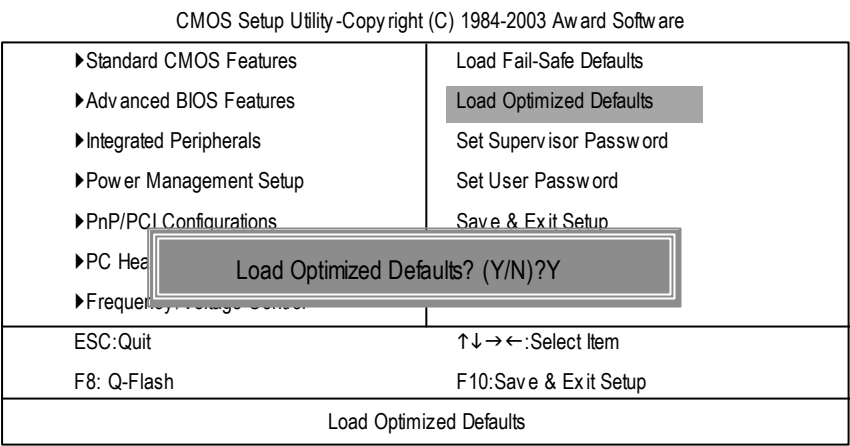 CMOS Setup Utility-Copyright (C) 1984-2003 Award Software
▶Standard CMOS Features
▶Advanced BIOS Features
▶Integrated Peripherals
▶Power Management Setup
▶PnP/PCI Configurations
▶PC Hea
Load Fail-Safe Defaults
Load Optimized Defaults
Set Supervisor Password
Set User Password
Save & Exit Setup
Load Optimized Defaults? (Y/N)?Y
ESC:Quit
↑↓→←:Select Item
F8: Q-Flash
F10:Save & Exit Setup
Load Optimized Defaults